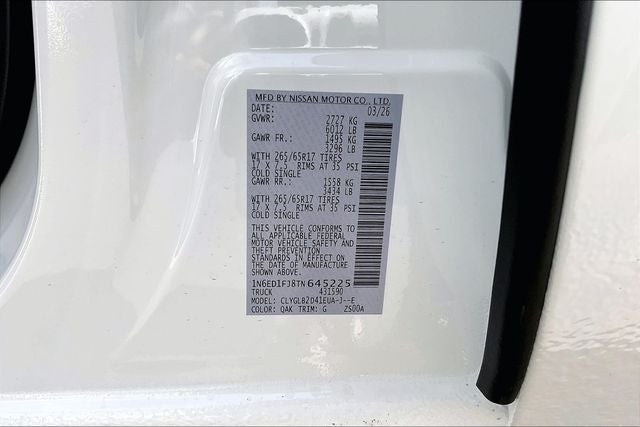 MFD BY NISSAN MOTOR CO., LTD.
DATE: 03/26
GVWR: 2727 KG
6012 LB
GAWR FR.: 1495 KG
3296 LB
WITH 265/65R17 TIRES
17 X 7.5 RIMS AT 35 PSI
COLD SINGLE
GAWR RR.: 1558 KG
3434 LB
WITH 265/65R17 TIRES
17 X 7.5 RIMS AT 35 PSI
COLD SINGLE
THIS VEHICLE CONFORMS TO
ALL APPLICABLE FEDERAL
MOTOR VEHICLE SAFETY AND
THEFT PREVENTION
STANDARDS IN EFFECT ON
THE DATE OF MANUFACTURE
1N6ED1FJ8TN645225
TRUCK 431590
MODEL: CLYGLB2D41EUA-J--E
COLOR: QAK TRIM: G ZS00A